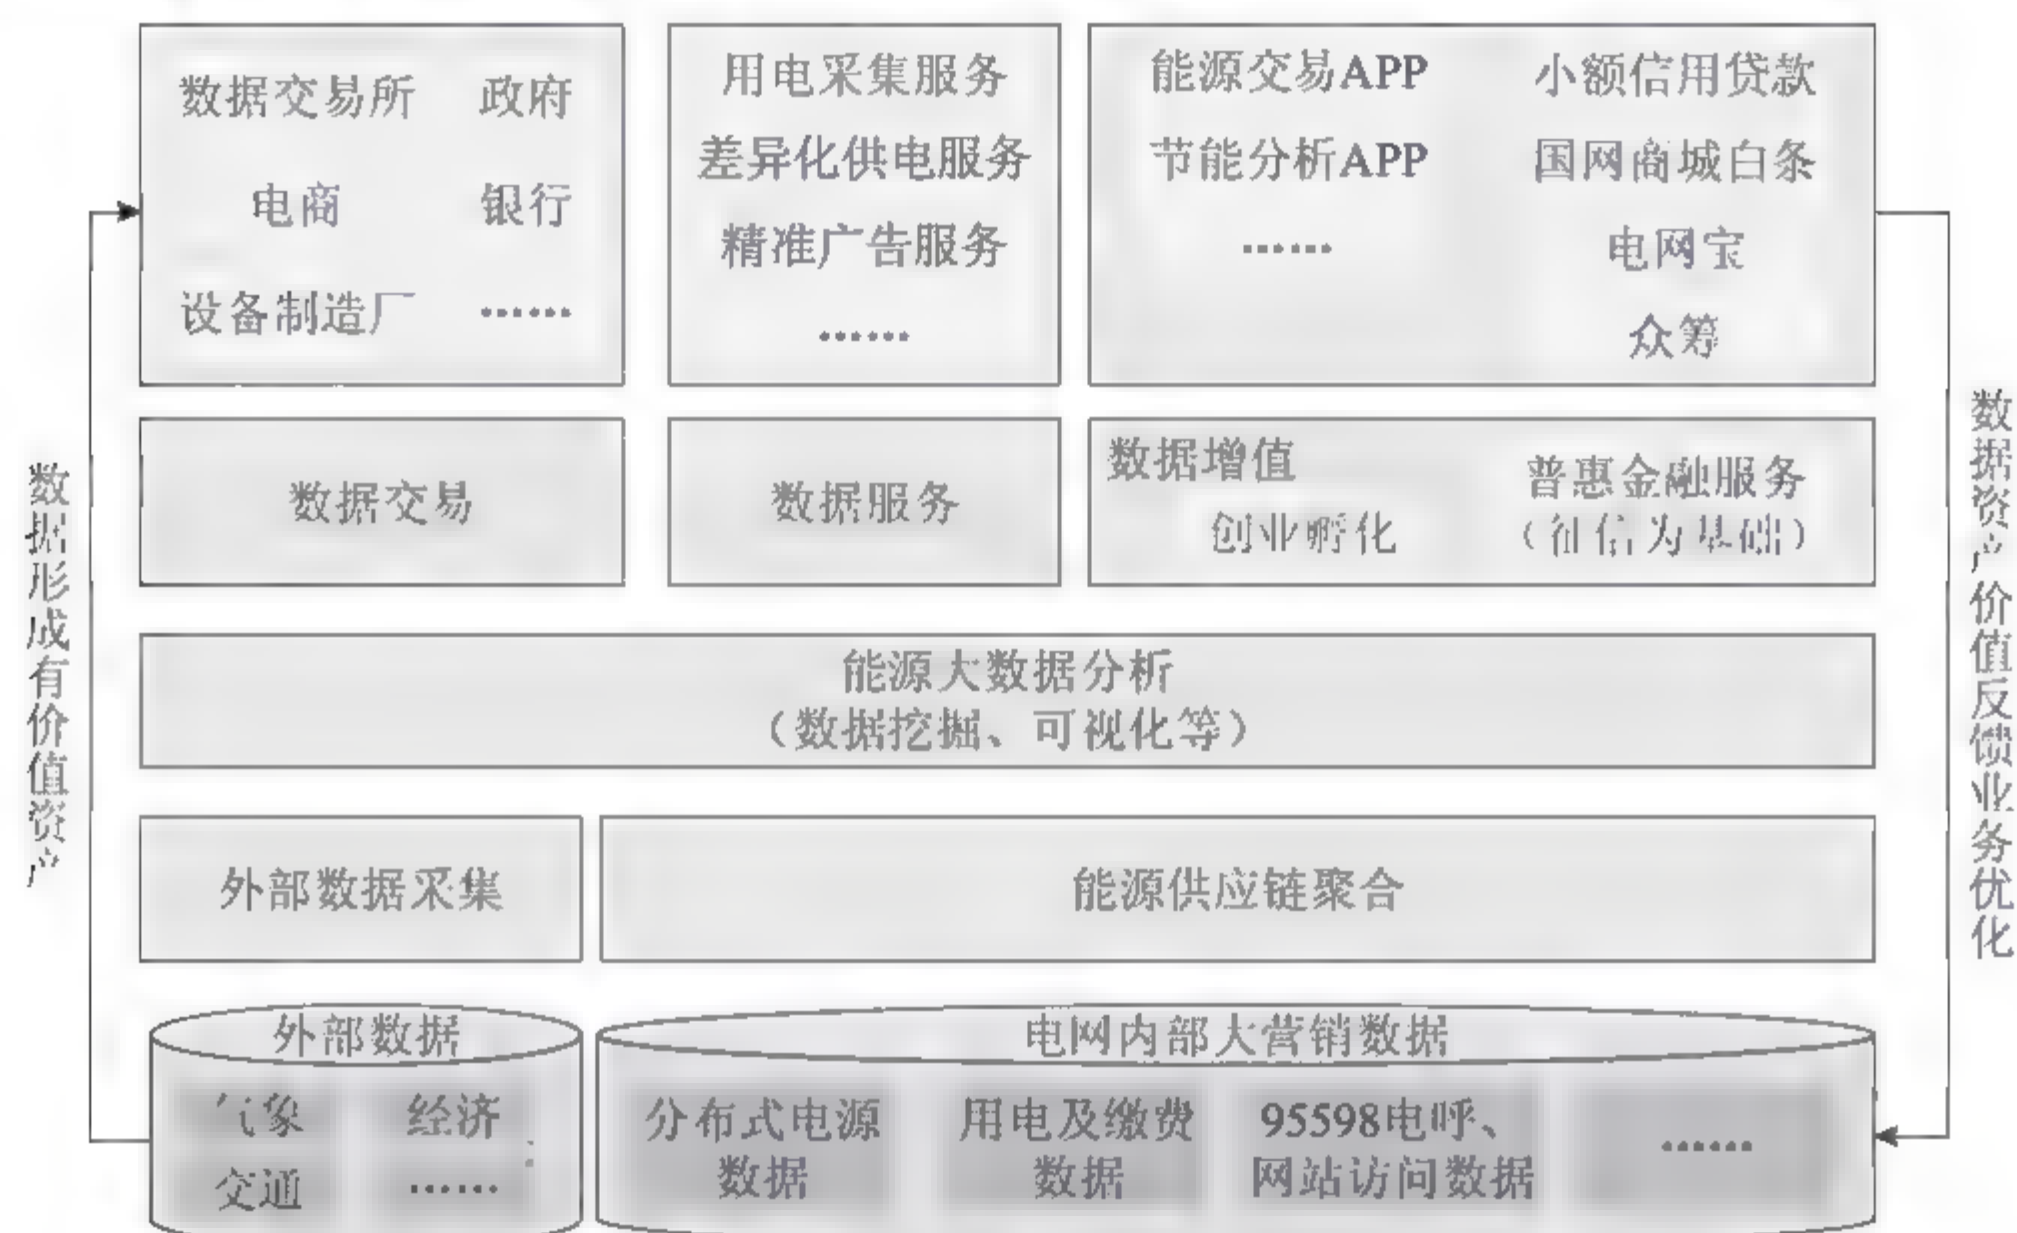 数据交易所 政府
电商 银行
设备制造厂 ……
用电采集服务
差异化供电服务
精准广告服务
……
能源交易APP 小额信用贷款
节能分析APP 国网商城白条
…… 电网宝
众筹
数据交易
数据服务
数据增值
创业孵化
普惠金融服务
（征信为基础）
能源大数据分析
（数据挖掘、可视化等）
外部数据采集
能源供应链聚合
外部数据
气象 经济
交通 ……
电网内部大营销数据
分布式电源
数据
用电及缴费
数据
95598电呼、
网站访问数据
……
数据形成有价值资产
数据资产价值反馈业务优化